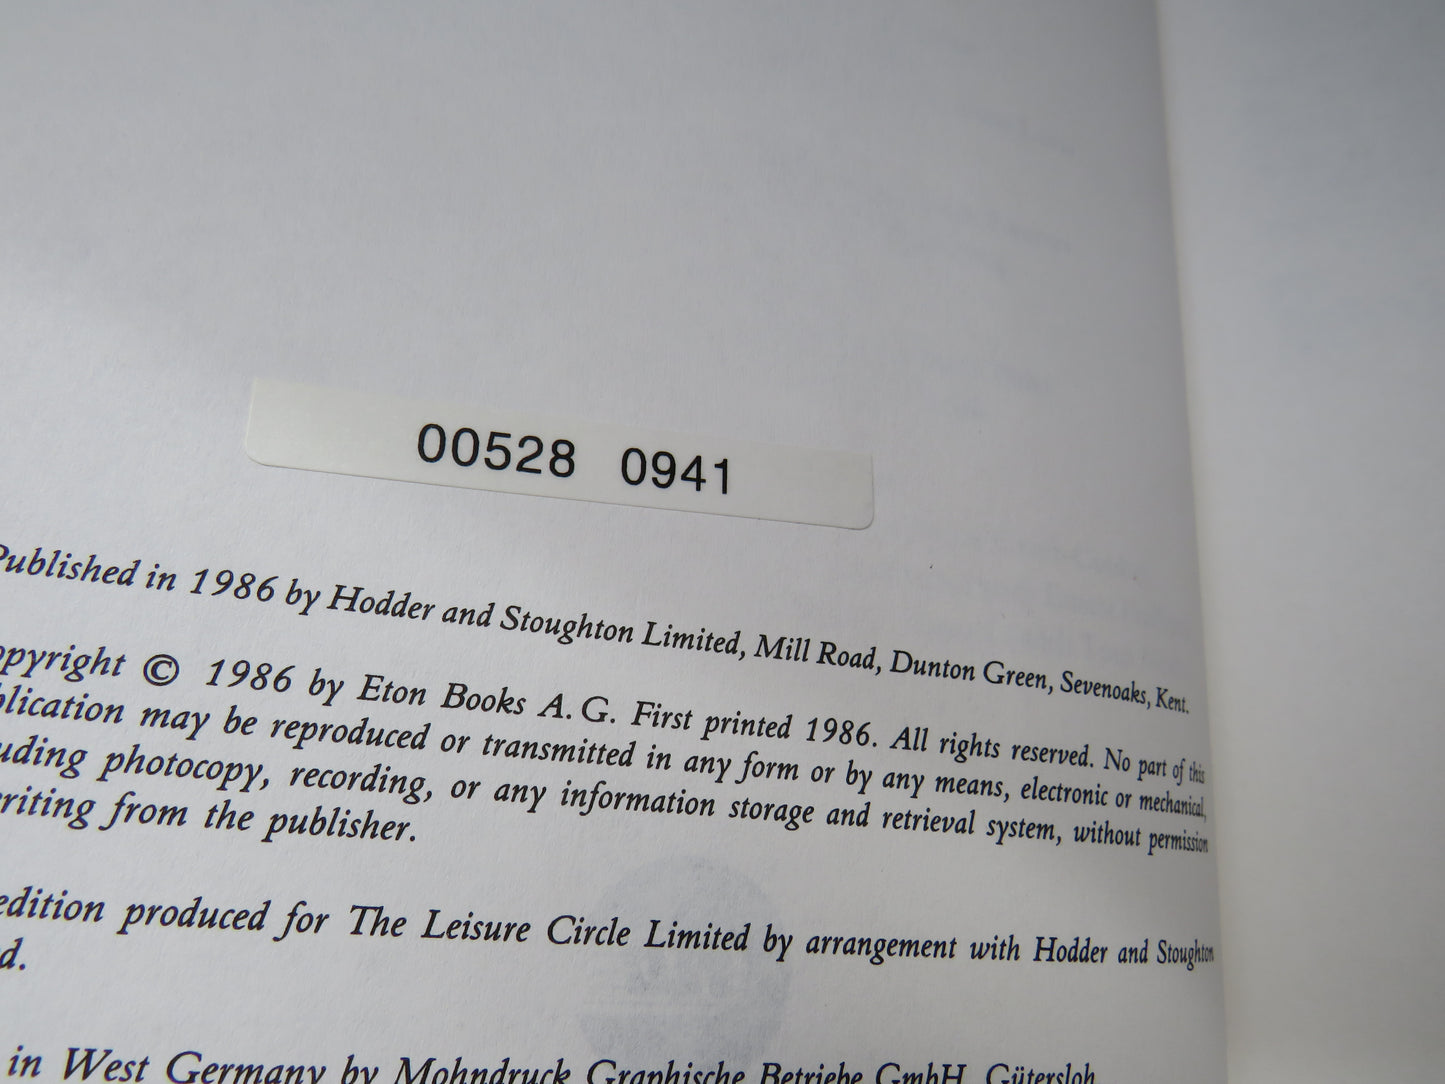 00528 0941
Published in 1986 by Hodder and Stoughton Limited, Mill Road, Dunton Green, Sevenoaks, Kent.
opyright © 1986 by Eton Books A.G. First printed 1986. All rights reserved. No part of this
blication may be reproduced or transmitted in any form or by any means, electronic or mechanical,
uding photocopy, recording, or any information storage and retrieval system, without permission
riting from the publisher.
edition produced for The Leisure Circle Limited by arrangement with Hodder and Stoughton
d.
in West Germany by Mohndruck Graphische Betriebe GmbH, Gütersloh